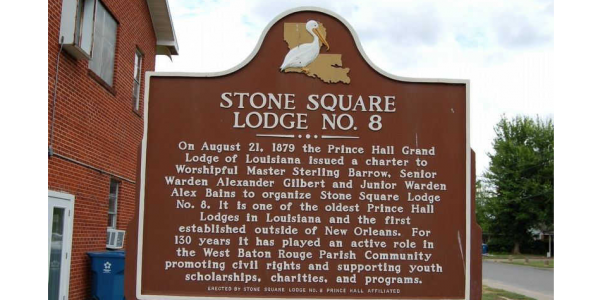 STONE SQUARE
LODGE NO. 8
On August 21, 1879 the Prince Hall Grand
Lodge of Louisiana issued a charter to
Worshipful Master Sterling Barrow, Senior
Warden Alexander Gilbert and Junior Warden
Alex Bains to organize Stone Square Lodge
No. 8. It is one of the oldest Prince Hall
Lodges in Louisiana and the first
established outside of New Orleans. For
130 years it has played an active role in
the West Baton Rouge Parish Community
promoting civil rights and supporting youth
scholarships, charities, and programs.
ERECTED BY STONE SQUARE LODGE NO. 8 PRINCE HALL AFFILIATED